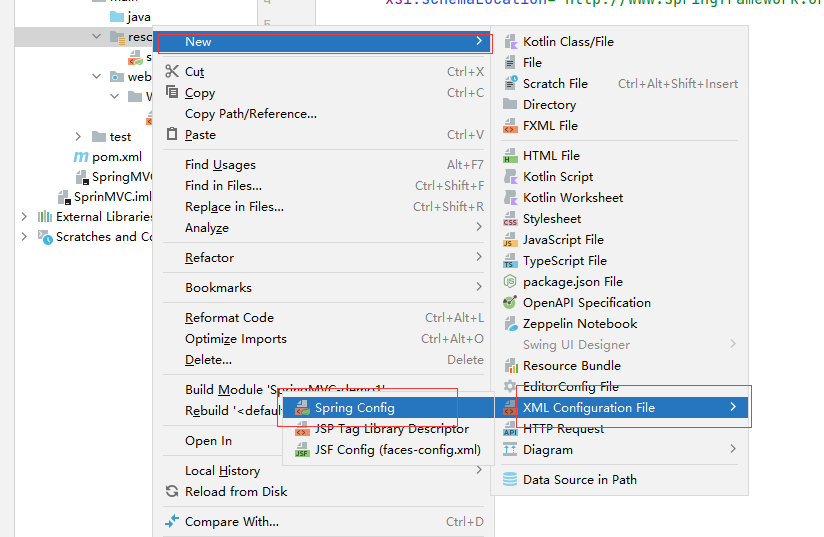 main
4
xsi:schemaLocation="http://www.springframework.or
java
5
resc
New
Kotlin Class/File
File
Cut Ctrl+X
Scratch File Ctrl+Alt+Shift+Insert
web
Copy Ctrl+C
Directory
W
Copy Path/Reference...
FXML File
test
Paste Ctrl+V
pom.xml
HTML File
SpringMVC
Find Usages Alt+F7
Kotlin Script
SprinMVC.iml
Find in Files... Ctrl+Shift+F
Kotlin Worksheet
External Libraries
Replace in Files... Ctrl+Shift+R
Stylesheet
Scratches and Co
Analyze
JavaScript File
Refactor
TypeScript File
package.json File
Bookmarks
OpenAPI Specification
Reformat Code Ctrl+Alt+L
Zeppelin Notebook
Optimize Imports Ctrl+Alt+O
Swing UI Designer
Delete... Delete
Resource Bundle
Build Module 'SpringMVC-demo1'
EditorConfig File
Rebuild '<defaul
Spring Config
XML Configuration File
JSP Tag Library Descriptor
HTTP Request
Open In
JSF Config (faces-config.xml)
Diagram
Local History
Data Source in Path
Reload from Disk
Compare With... Ctrl+D